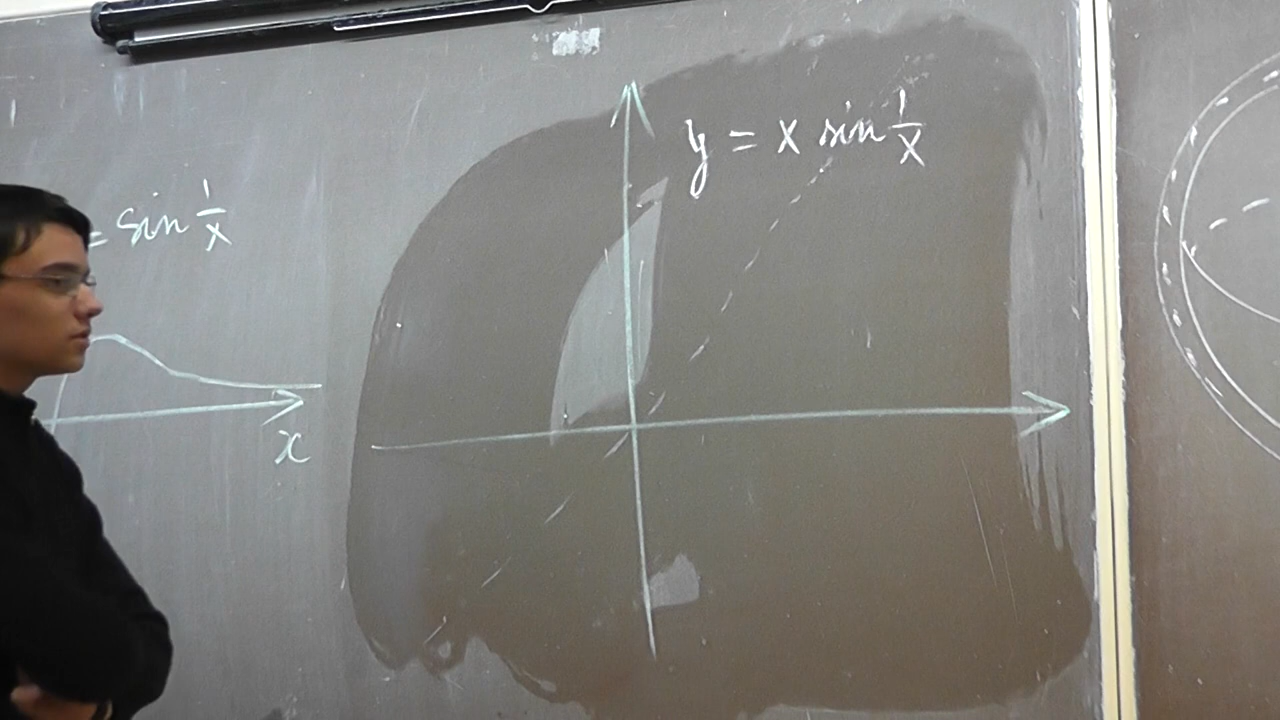 = sin 1/x
x
y = x sin 1/x